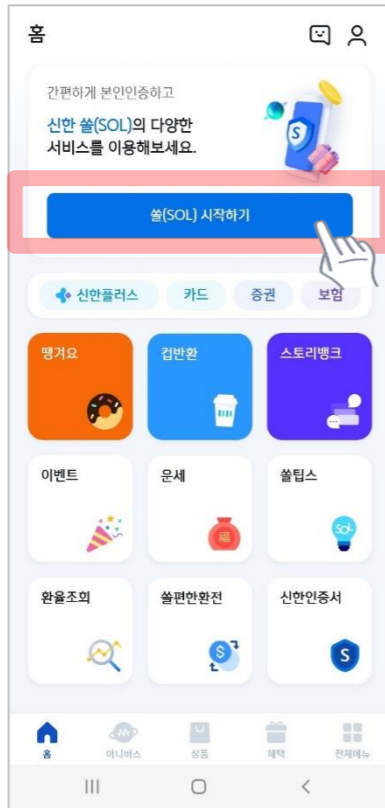 홈
간편하게 본인인증하고
신한 쏠(SOL)의 다양한
서비스를 이용해보세요.
S
쏠(SOL) 시작하기
신한플러스 카드 증권 보험
땡겨요 컵반환 스토리뱅크
이벤트 운세 쏠팁스
SOL
환율조회 쏠편한환전 신한인증서
S
홈 머니버스 상품 혜택 전체메뉴